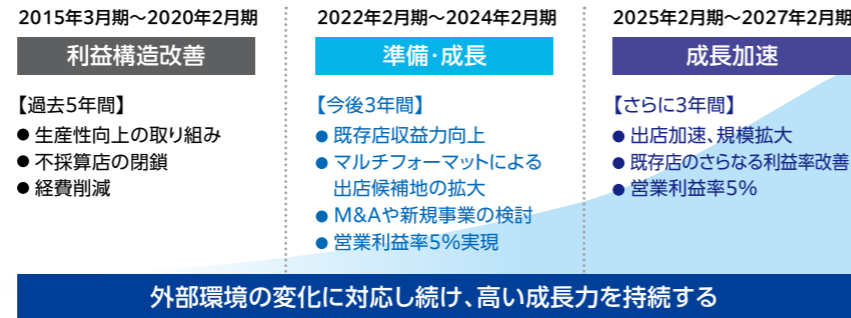 2015年3月期～2020年2月期
利益構造改善
【過去5年間】
● 生産性向上の取り組み
● 不採算店の閉鎖
● 経費削減
2022年2月期～2024年2月期
準備・成長
【今後3年間】
● 既存店収益力向上
● マルチフォーマットによる
出店候補地の拡大
● M&Aや新規事業の検討
● 営業利益率5%実現
2025年2月期～2027年2月期
成長加速
【さらに3年間】
● 出店加速、規模拡大
● 既存店のさらなる利益率改善
● 営業利益率5%
外部環境の変化に対応し続け、高い成長力を持続する